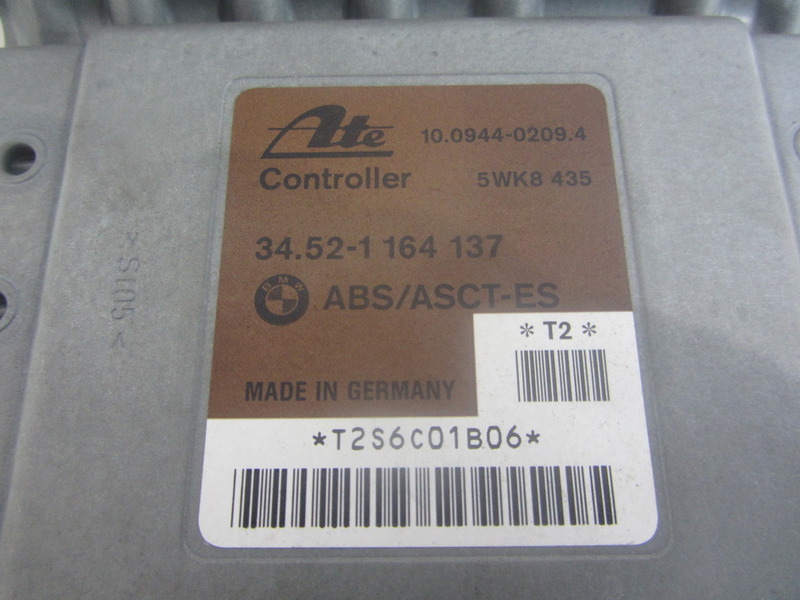 Ate 10.0944-0209.4
Controller 5WK8 435
34.52-1 164 137
BMW ABS/ASCT-ES
*T2*
MADE IN GERMANY
*T2S6C01B06*